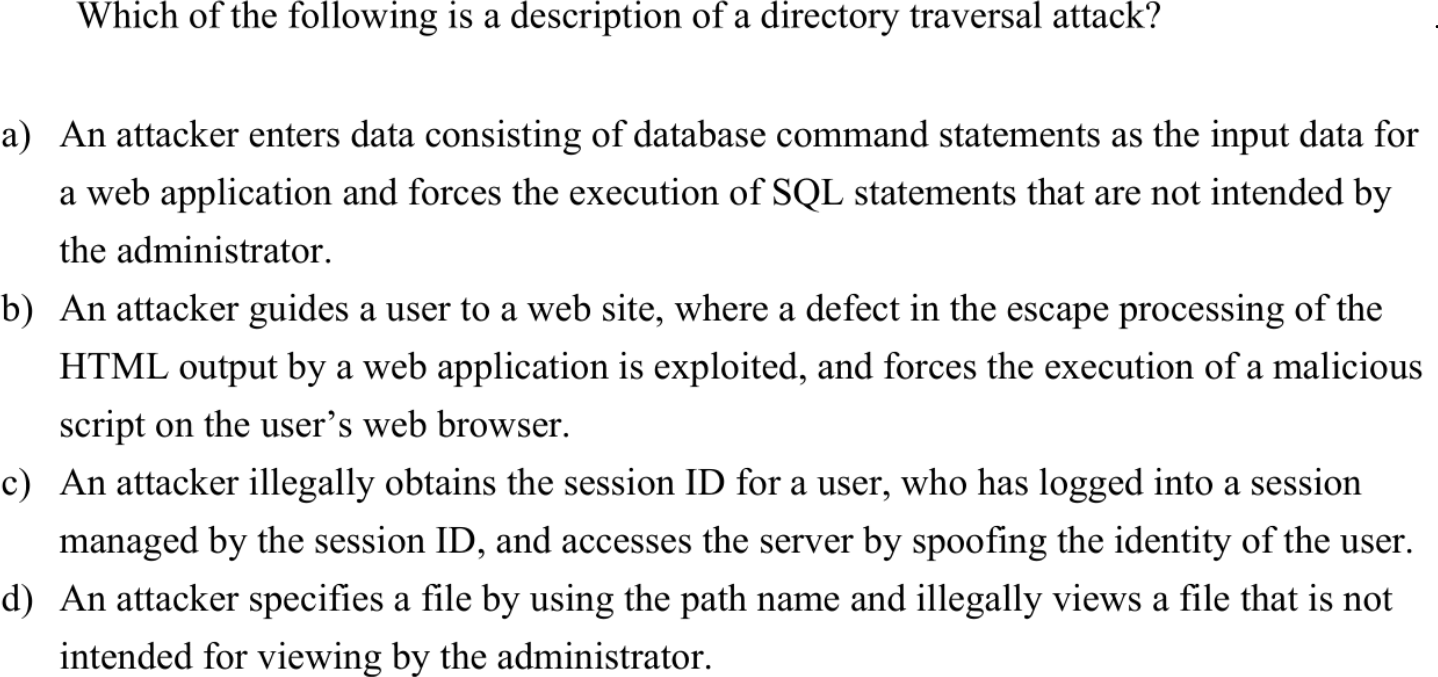 Which of the following is a description of a directory traversal attack?
a) An attacker enters data consisting of database command statements as the input data for
a web application and forces the execution of SQL statements that are not intended by
the administrator.
b) An attacker guides a user to a web site, where a defect in the escape processing of the
HTML output by a web application is exploited, and forces the execution of a malicious
script on the user’s web browser.
c) An attacker illegally obtains the session ID for a user, who has logged into a session
managed by the session ID, and accesses the server by spoofing the identity of the user.
d) An attacker specifies a file by using the path name and illegally views a file that is not
intended for viewing by the administrator.